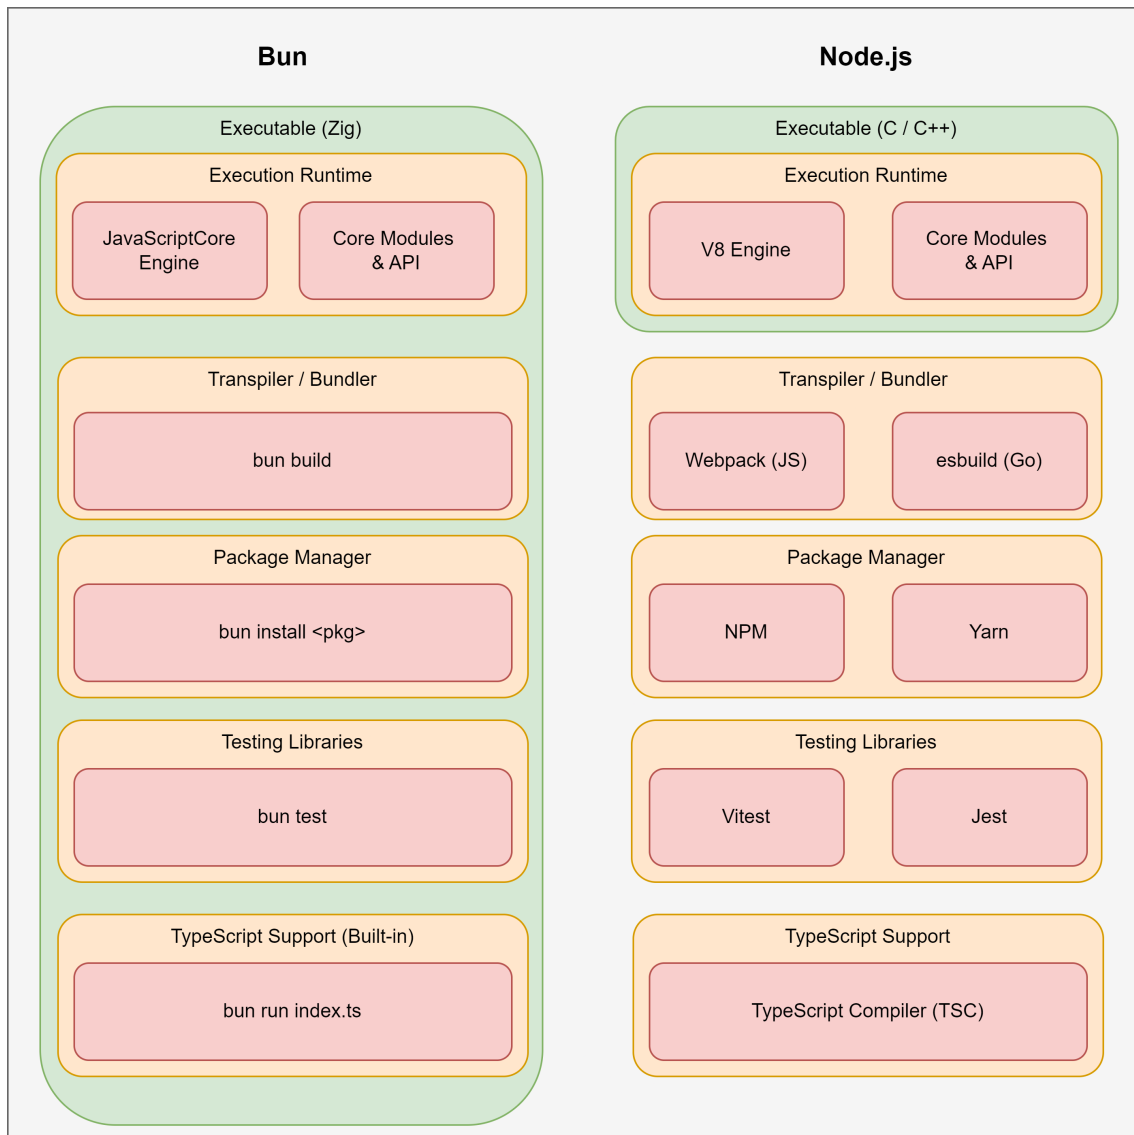 Bun
Node.js
Executable (Zig)
Execution Runtime
JavaScriptCore
Engine
Core Modules
& API
Transpiler / Bundler
bun build
Package Manager
bun install <pkg>
Testing Libraries
bun test
TypeScript Support (Built-in)
bun run index.ts
Executable (C / C++)
Execution Runtime
V8 Engine
Core Modules
& API
Transpiler / Bundler
Webpack (JS)
esbuild (Go)
Package Manager
NPM
Yarn
Testing Libraries
Vitest
Jest
TypeScript Support
TypeScript Compiler (TSC)